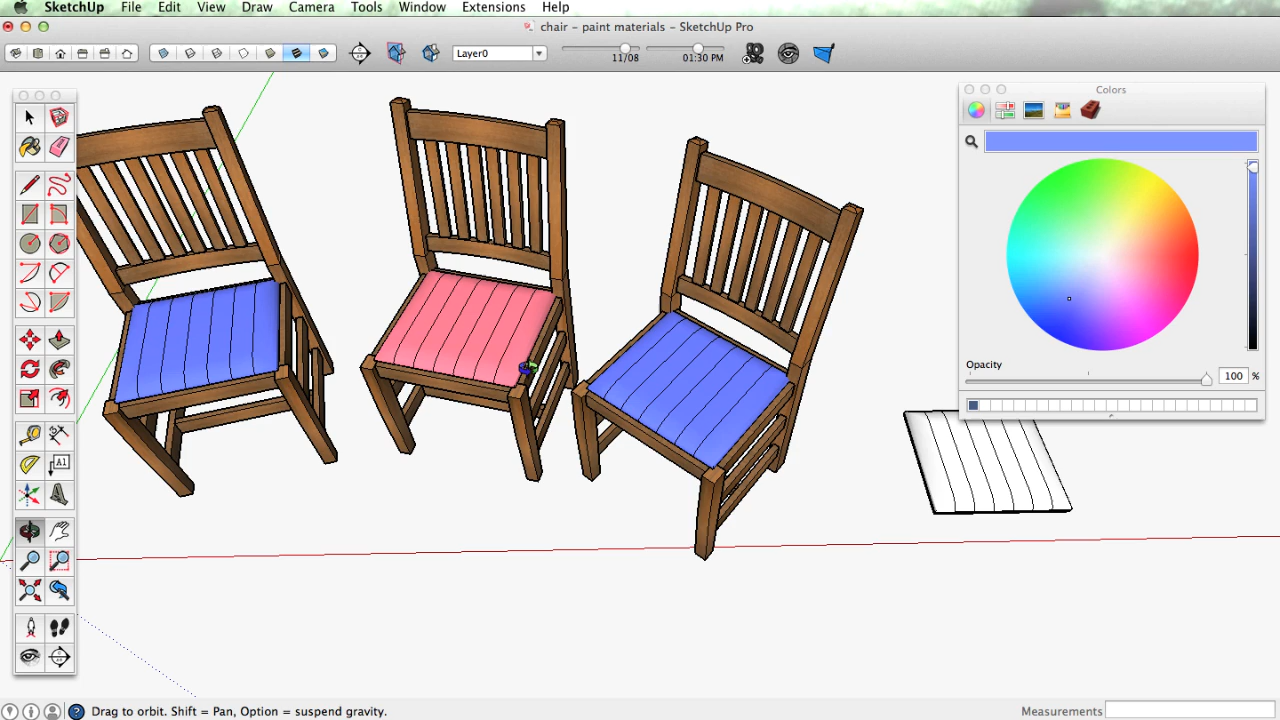 SketchUp File Edit View Draw Camera Tools Window Extensions Help
chair - paint materials - SketchUp Pro
Layer0
11/08 01:30 PM
Colors
Opacity
100 %
A1
Drag to orbit. Shift = Pan, Option = suspend gravity.
Measurements